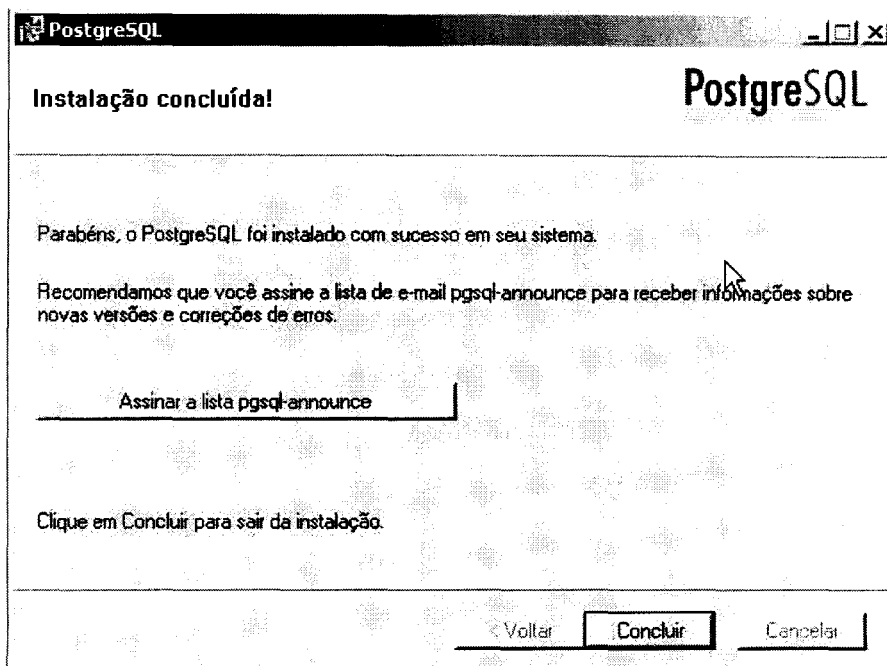 PostgreSQL
Instalação concluída!
PostgreSQL
Parabéns, o PostgreSQL foi instalado com sucesso em seu sistema.
Recomendamos que você assine a lista de e-mail pgsql-announce para receber informações sobre
novas versões e correções de erros.
Assinar a lista pgsql-announce
Clique em Concluir para sair da instalação.
< Voltar
Concluir
Cancelar